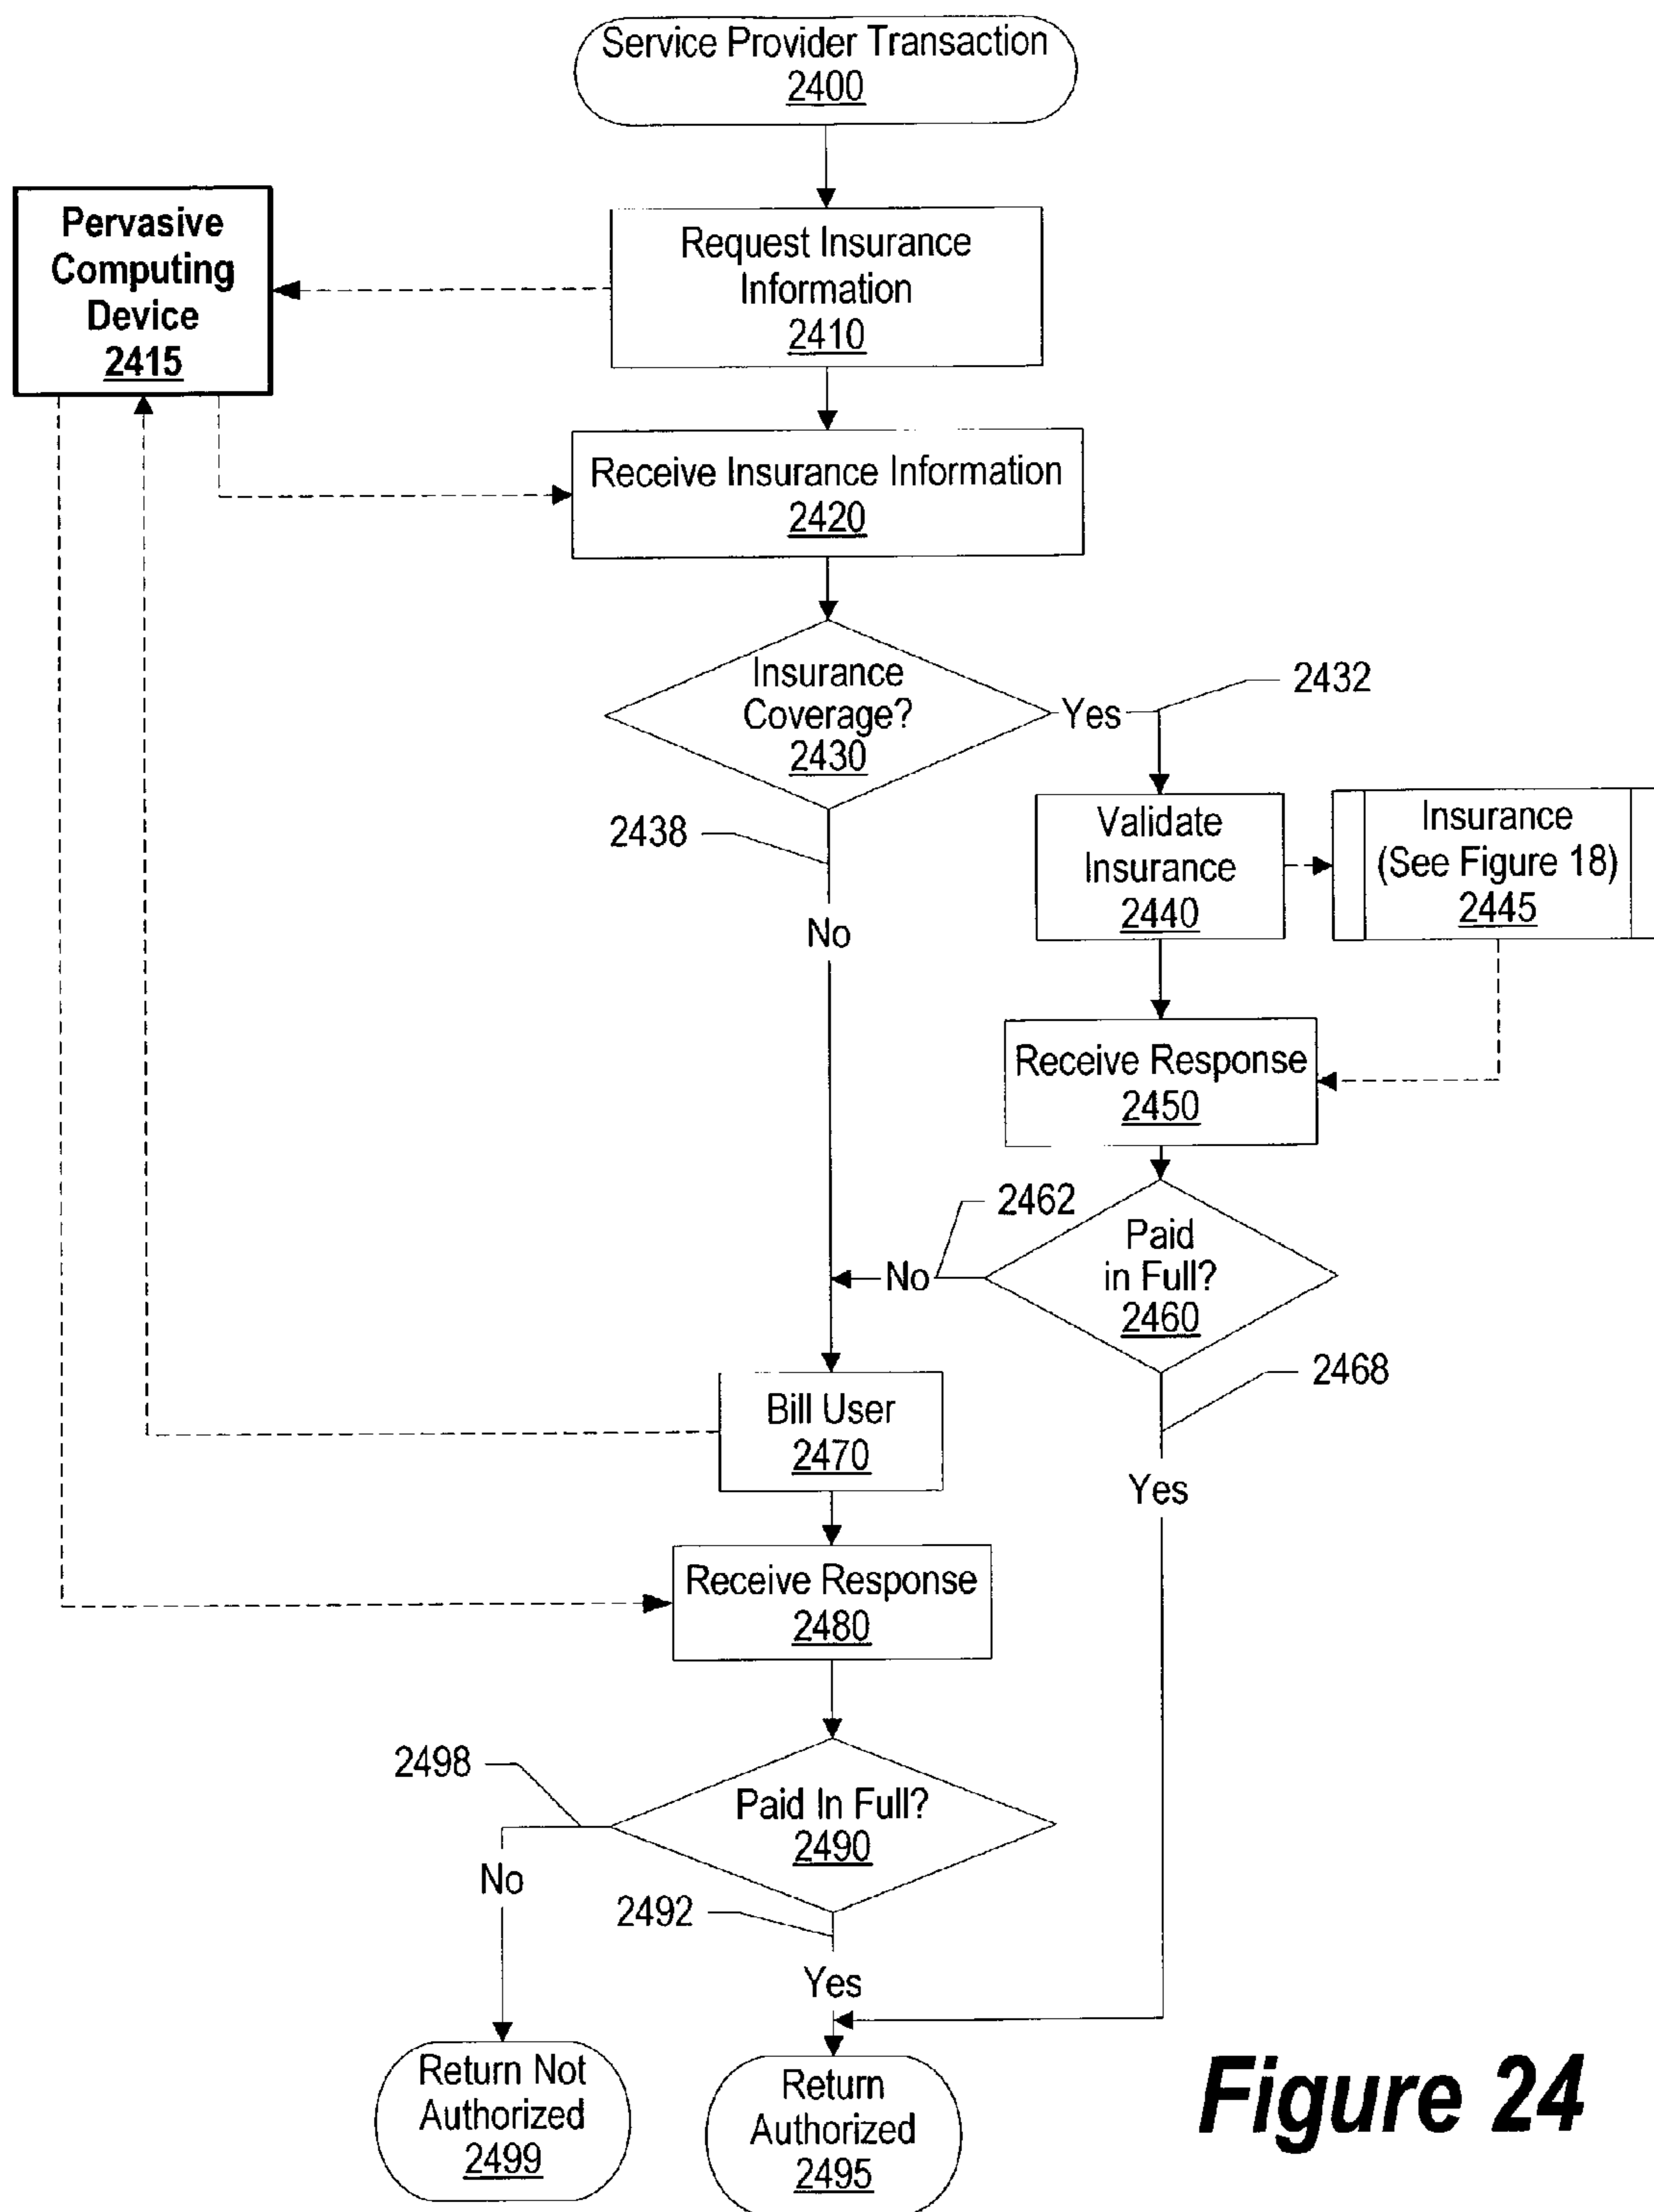 Service Provider Transaction
2400
Pervasive
Computing
Device
2415
Request Insurance
Information
2410
Receive Insurance Information
2420
Insurance
Coverage?
2430
Yes
2432
2438
No
Validate
Insurance
2440
Insurance
(See Figure 18)
2445
Receive Response
2450
2462
Paid
in Full?
2460
No
2468
Yes
Bill User
2470
Receive Response
2480
2498
Paid In Full?
2490
No
2492
Yes
Return Not
Authorized
2499
Return
Authorized
2495
Figure 24